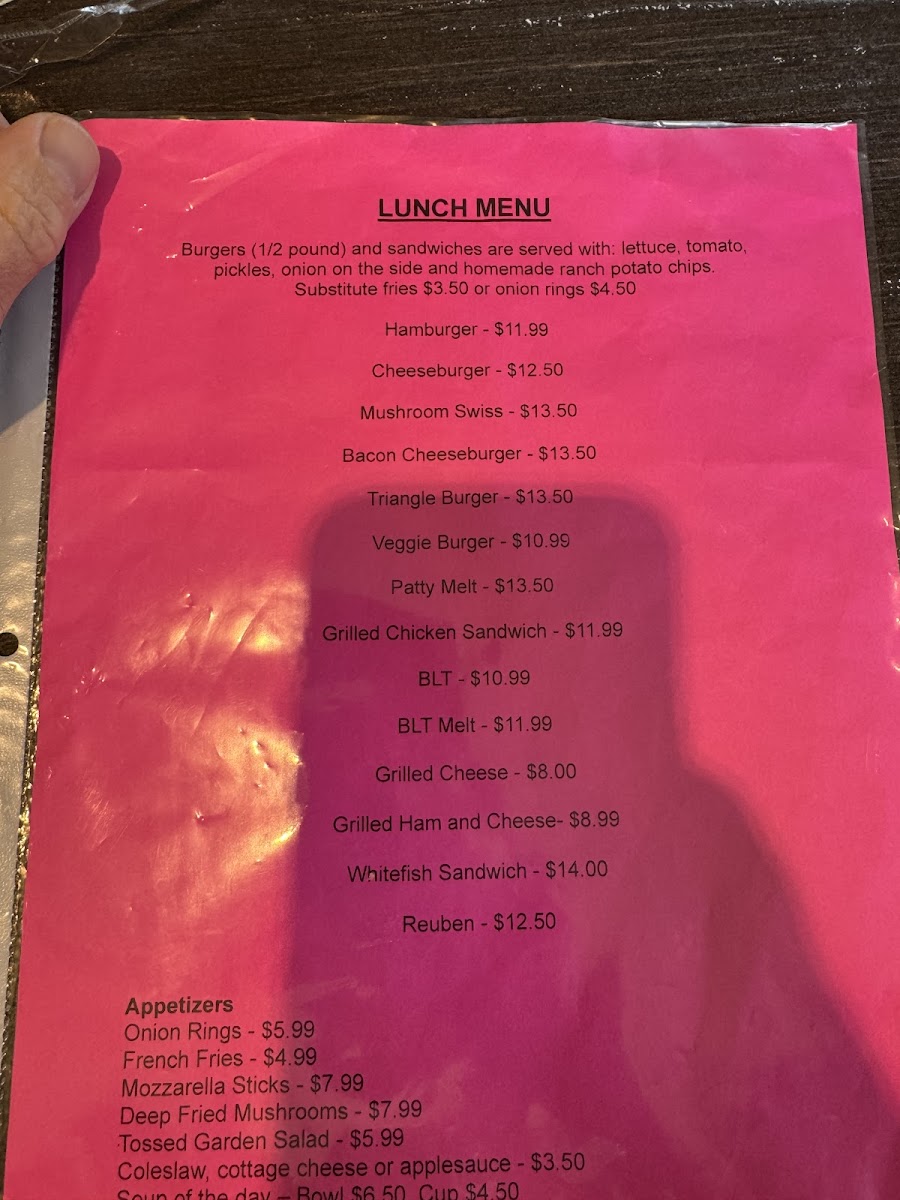 LUNCH MENU
Burgers (1/2 pound) and sandwiches are served with: lettuce, tomato,
pickles, onion on the side and homemade ranch potato chips.
Substitute fries $3.50 or onion rings $4.50
Hamburger - $11.99
Cheeseburger - $12.50
Mushroom Swiss - $13.50
Bacon Cheeseburger - $13.50
Triangle Burger - $13.50
Veggie Burger - $10.99
Patty Melt - $13.50
Grilled Chicken Sandwich - $11.99
BLT - $10.99
BLT Melt - $11.99
Grilled Cheese - $8.00
Grilled Ham and Cheese- $8.99
Whitefish Sandwich - $14.00
Reuben - $12.50
Appetizers
Onion Rings - $5.99
French Fries - $4.99
Mozzarella Sticks - $7.99
Deep Fried Mushrooms - $7.99
Tossed Garden Salad - $5.99
Coleslaw, cottage cheese or applesauce - $3.50
Soup of the day – Bowl $6.50, Cup $4.50